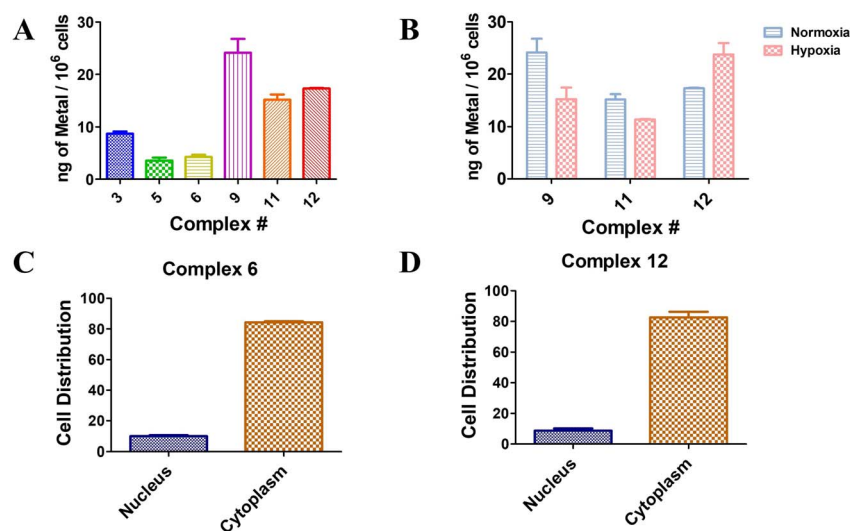 A
ng of Metal / 10⁶ cells
30
20
10
0
3 5 6 9 11 12
Complex #
B
ng of Metal / 10⁶ cells
30
20
10
0
9 11 12
Complex #
Normoxia
Hypoxia
C
Complex 6
Cell Distribution
100
80
60
40
20
0
Nucleus Cytoplasm
D
Complex 12
Cell Distribution
100
80
60
40
20
0
Nucleus Cytoplasm